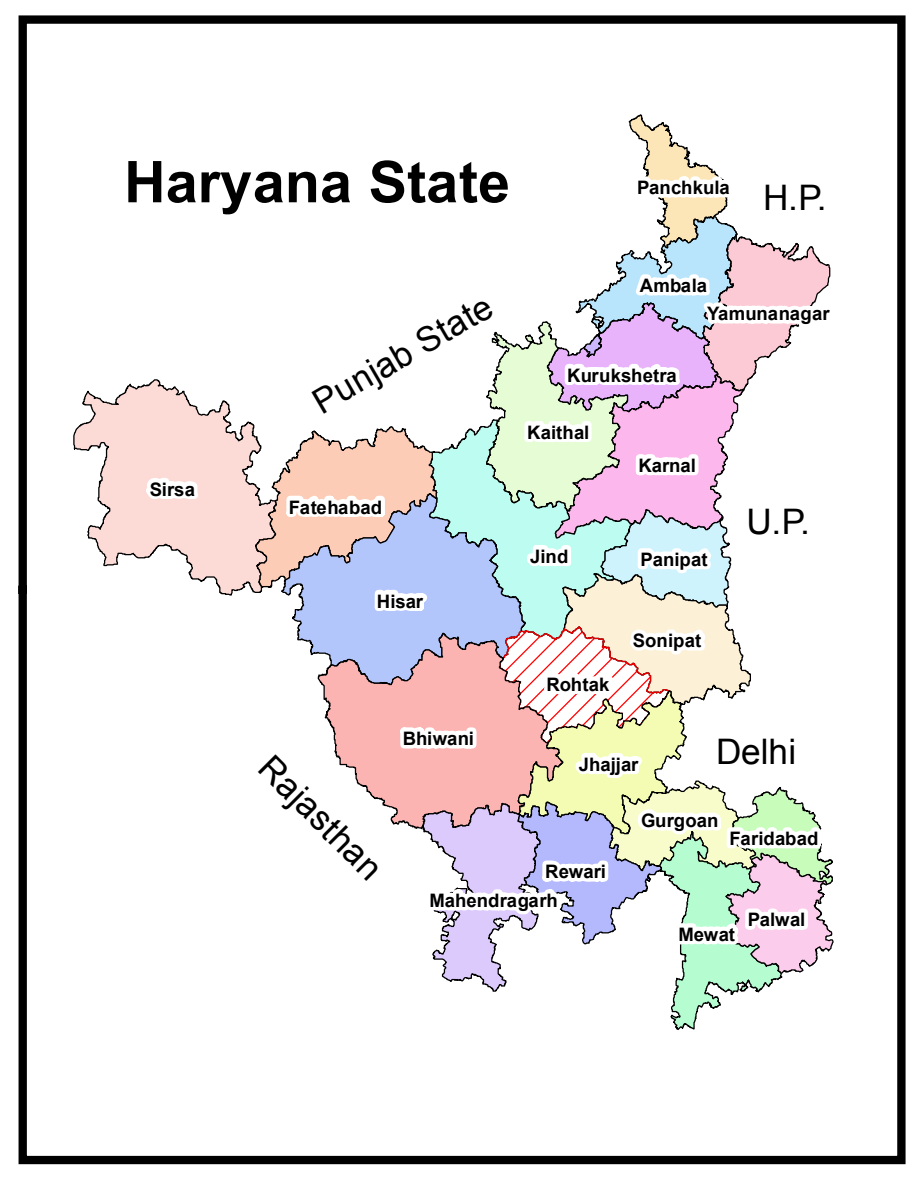 Haryana State
Panchkula
H.P.
Ambala
Yamunanagar
Punjab State
Kurukshetra
Kaithal
Karnal
Sirsa
Fatehabad
U.P.
Jind
Panipat
Hisar
Sonipat
Rohtak
Bhiwani
Delhi
Jhajjar
Rajasthan
Gurgoan
Faridabad
Rewari
Mahendragarh
Palwal
Mewat